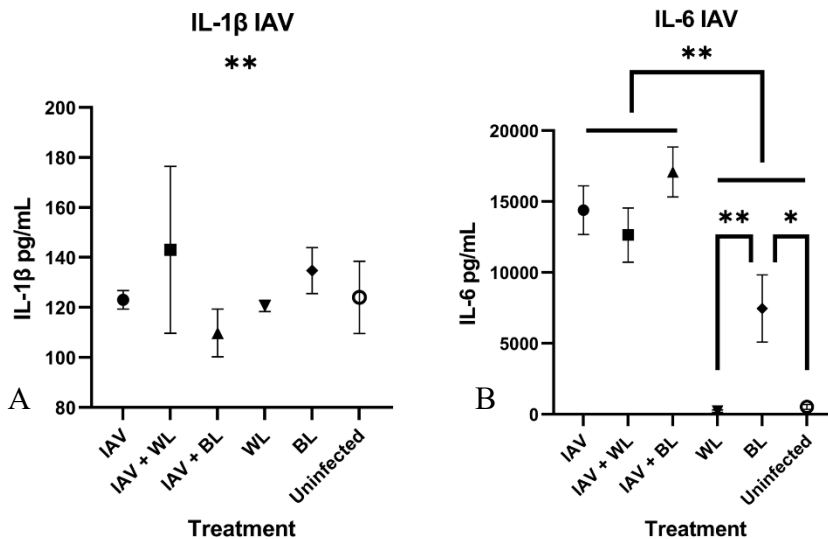 IL-1β IAV
**
200
180
160
140
120
100
80
IL-1β pg/mL
A
IAV
IAV + WL
IAV + BL
WL
BL
Uninfected
Treatment
IL-6 IAV
**
20000
15000
10000
5000
0
IL-6 pg/mL
**
*
B
IAV
IAV + WL
IAV + BL
WL
BL
Uninfected
Treatment